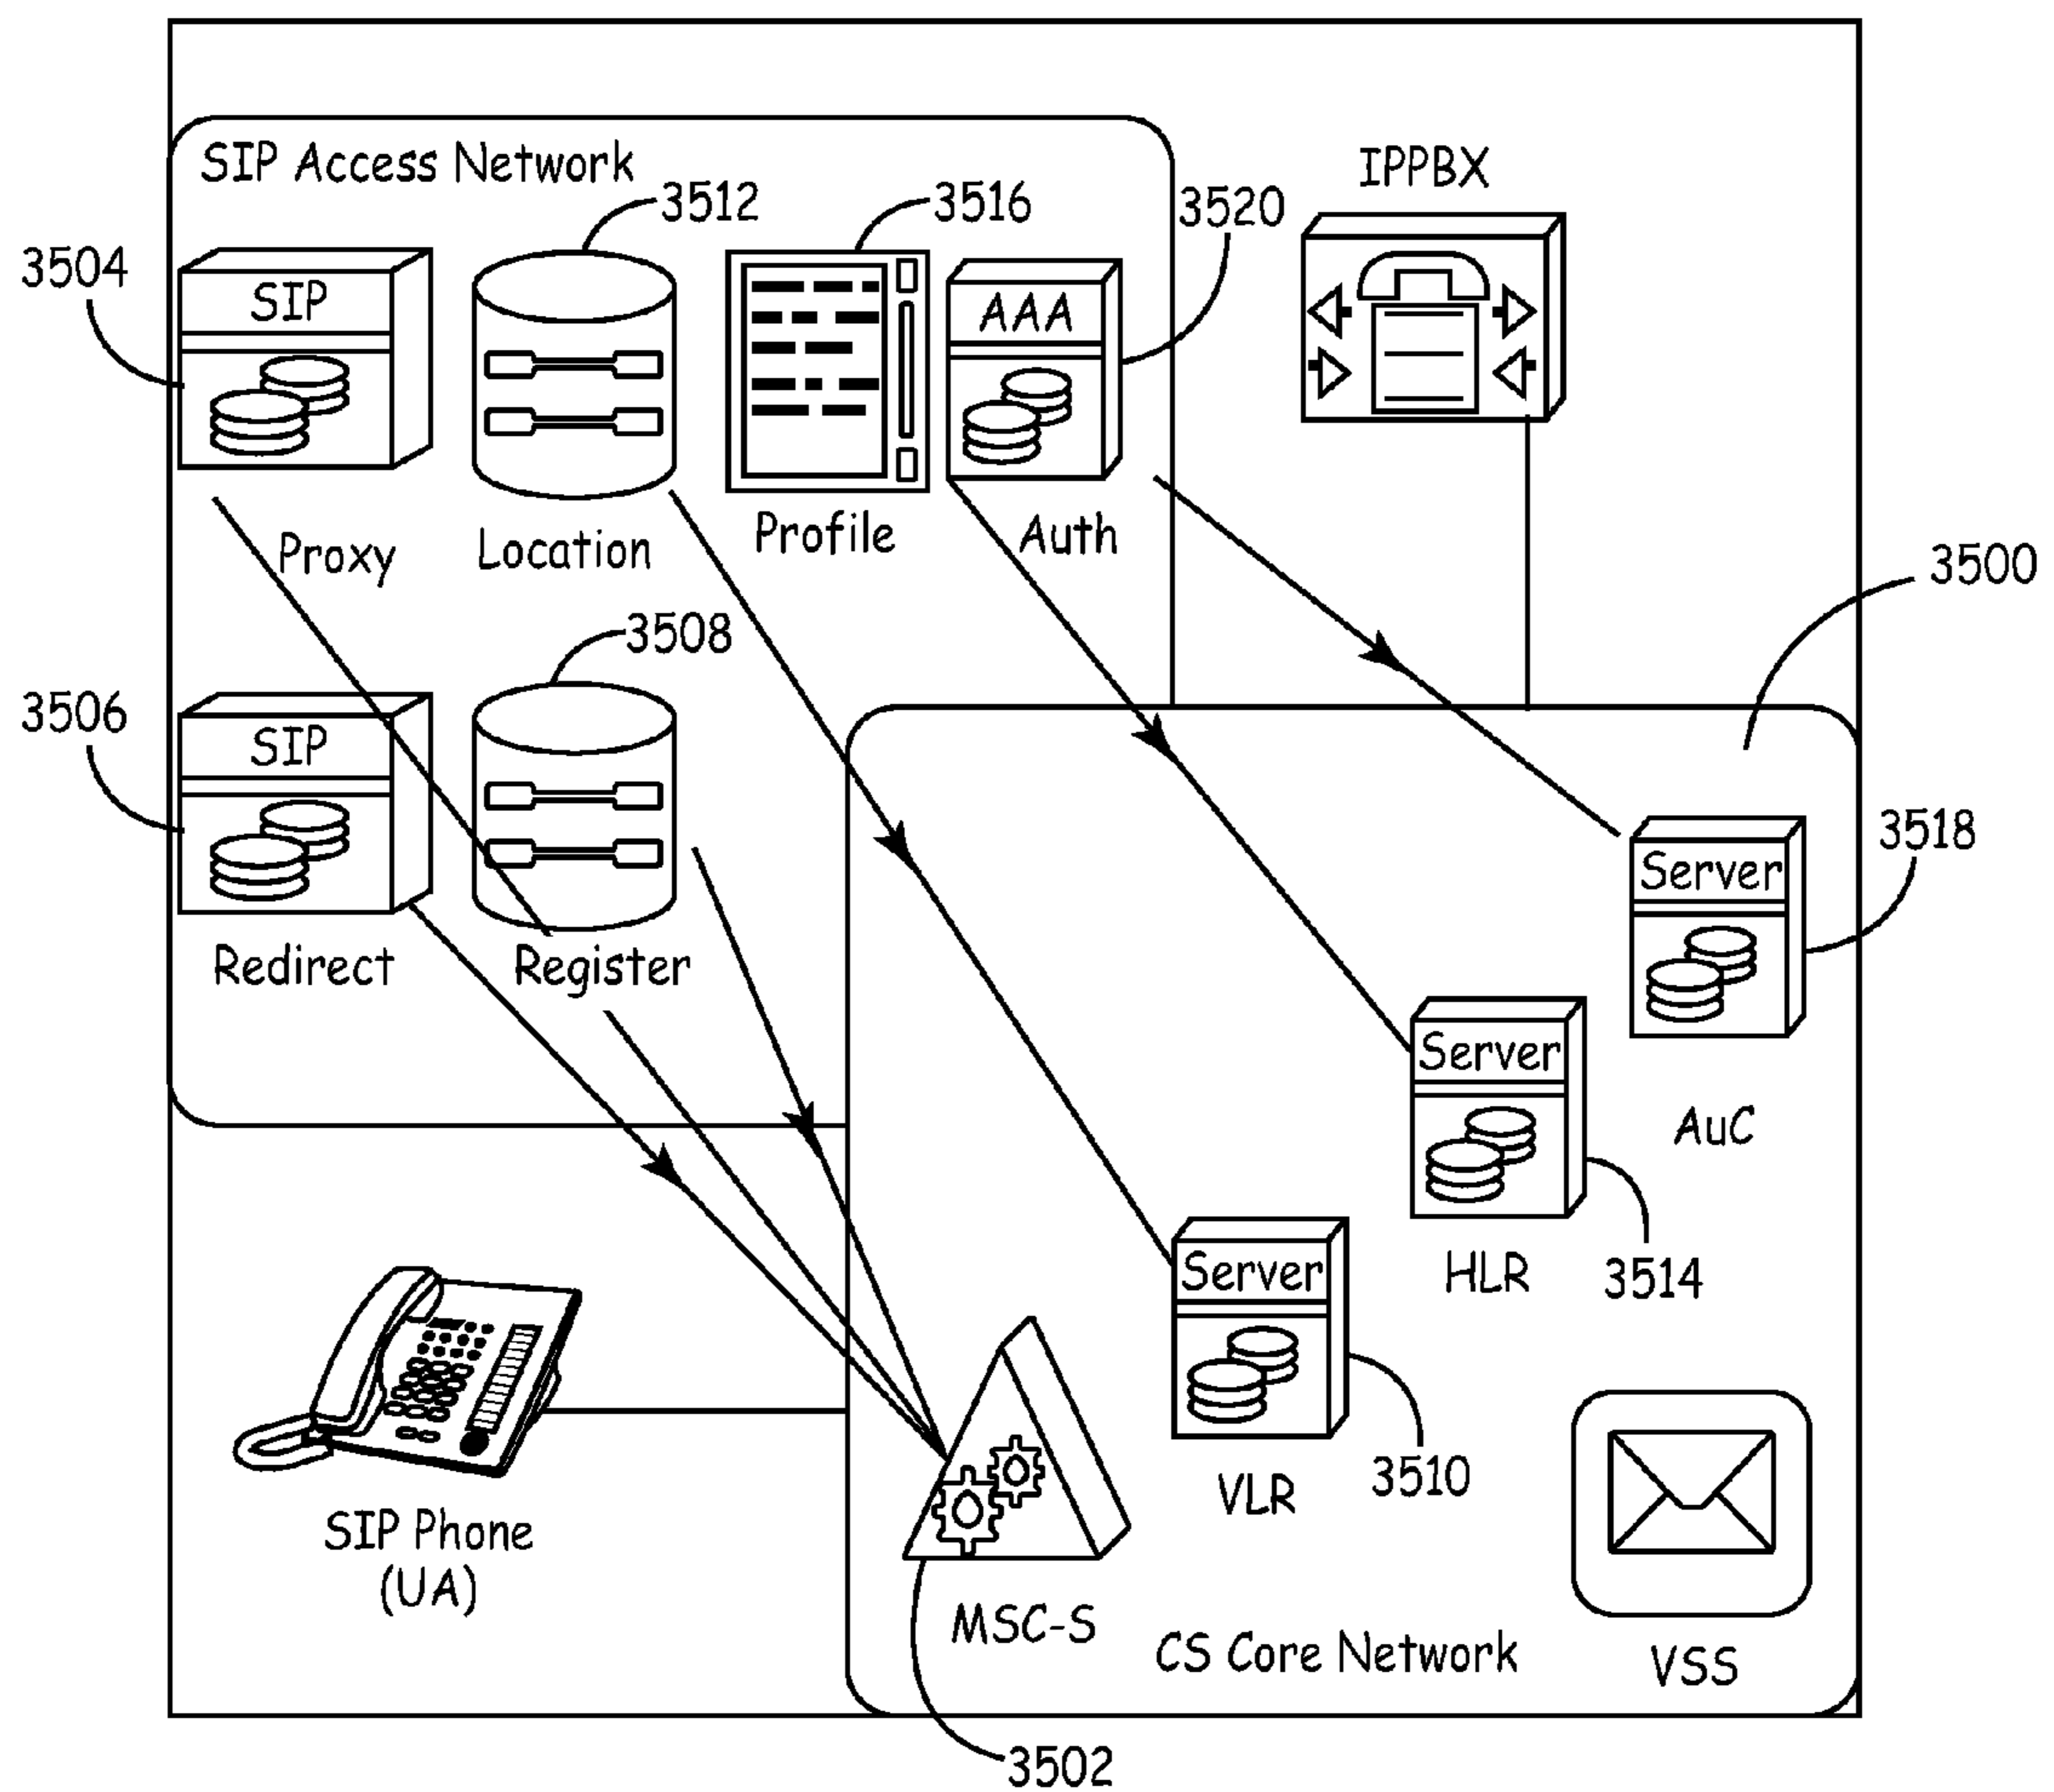 SIP Access Network
IPPBX
3512
3516
3520
3504
SIP
AAA
Proxy
Location
Profile
Auth
3500
3508
3506
SIP
3518
Server
Redirect
Register
Server
AuC
Server
HLR
3514
VLR
3510
SIP Phone
(UA)
MSC-S
CS Core Network
VSS
3502